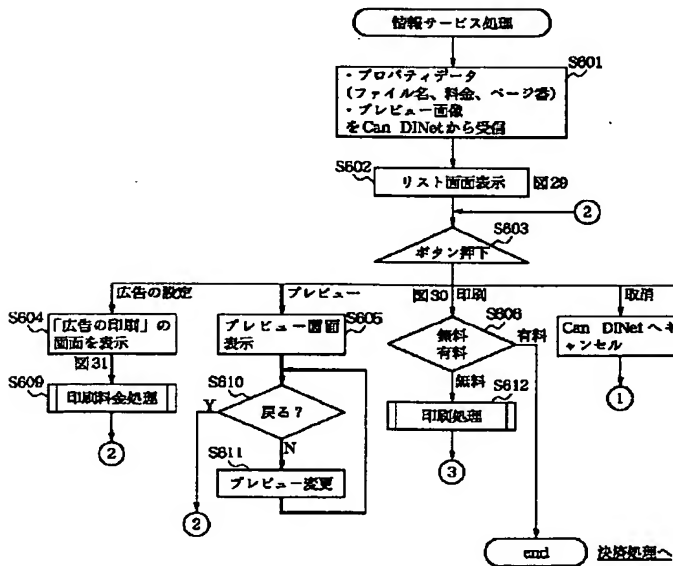 情報サービス処理
S601
・プロパティデータ
(ファイル名、料金、ページ番)
・プレビュー画像
をCan DINetから受信
S602
リスト画面表示 図29
②
S603
ボタン押下
広告の設定 プレビュー 図30 印刷 取消
S604
「広告の印刷」の
画面を表示
S605
プレビュー画面
表示
S606
無料
有料
有料
Can DINetへキ
ャンセル
図31
無料
①
S609
印刷料金処理
②
S610
Y
戻る?
N
S611
プレビュー変更
②
S612
印刷処理
③
end 決済処理へ